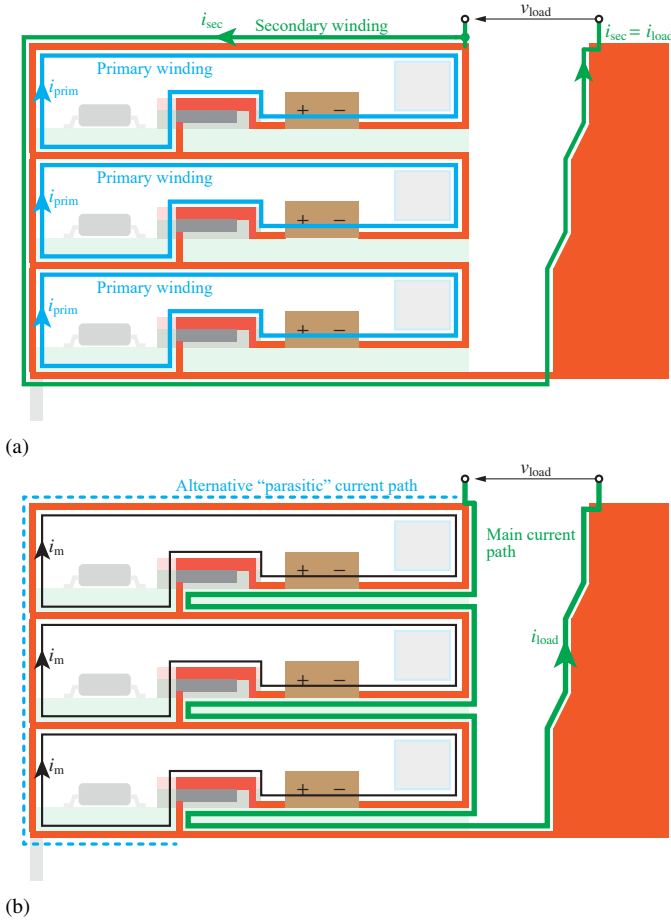 i_sec Secondary winding
v_load
i_sec = i_load
Primary winding
i_prim
+ −
Primary winding
i_prim
+ −
Primary winding
i_prim
+ −
(a)
Alternative “parasitic” current path
v_load
Main current
path
i_m
+ −
i_load
i_m
+ −
i_m
+ −
(b)